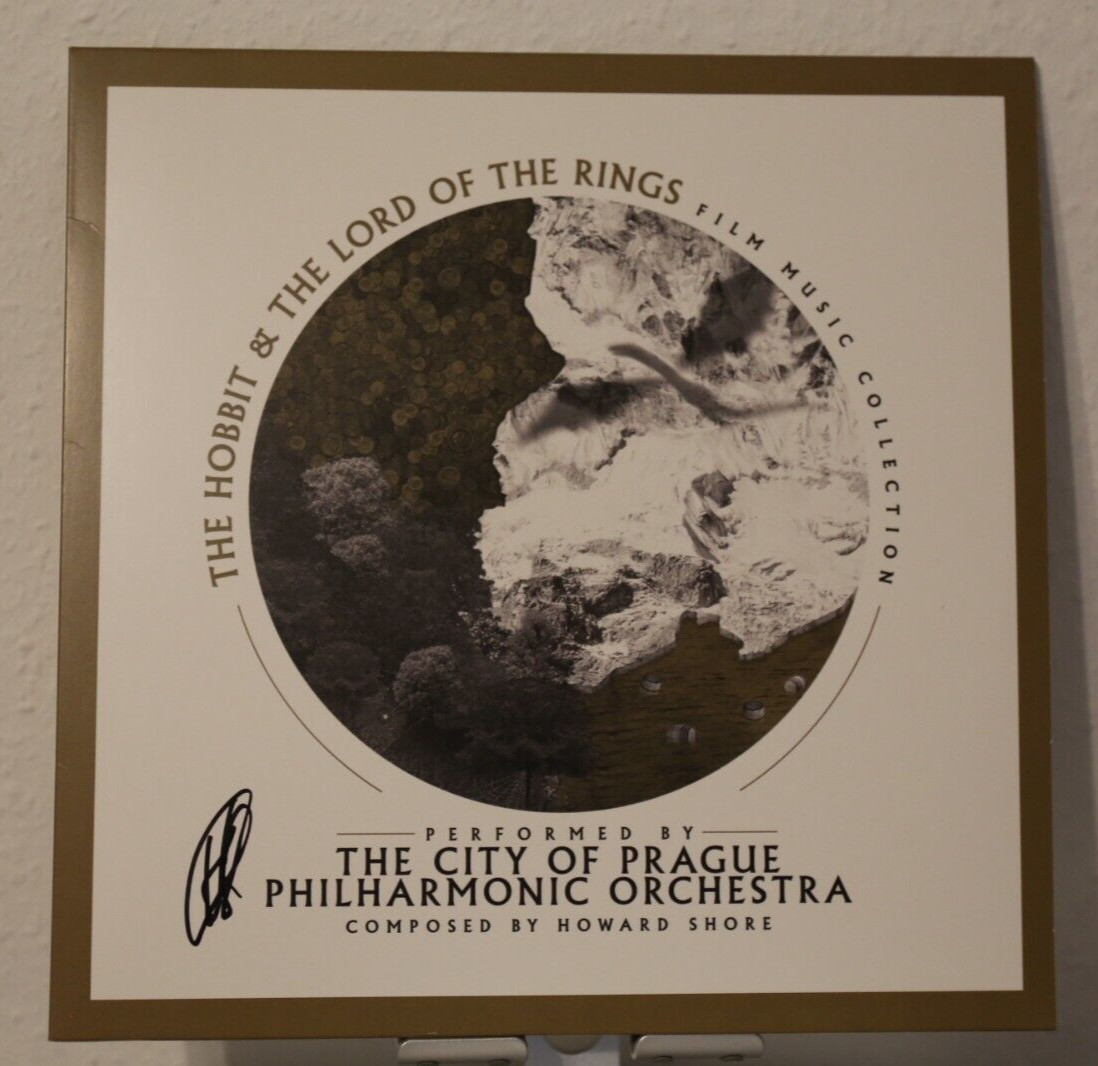 THE HOBBIT & THE LORD OF THE RINGS
FILM MUSIC COLLECTION
PERFORMED BY
THE CITY OF PRAGUE
PHILHARMONIC ORCHESTRA
COMPOSED BY HOWARD SHORE